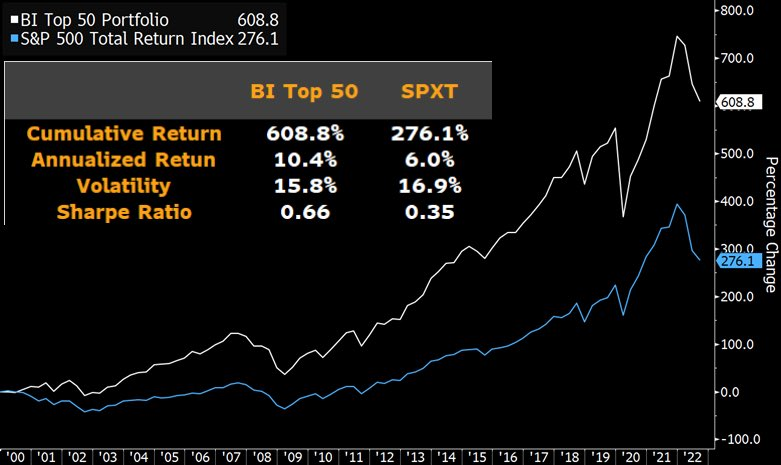 BI Top 50 Portfolio 608.8
S&P 500 Total Return Index 276.1
BI Top 50 SPXT
Cumulative Return 608.8% 276.1%
Annualized Retun 10.4% 6.0%
Volatility 15.8% 16.9%
Sharpe Ratio 0.66 0.35
800.0
700.0
608.8
500.0
400.0
300.0
276.1
200.0
100.0
0.0
-100.0
Percentage Change
'00 '01 '02 '03 '04 '05 '06 '07 '08 '09 '10 '11 '12 '13 '14 '15 '16 '17 '18 '19 '20 '21 '22